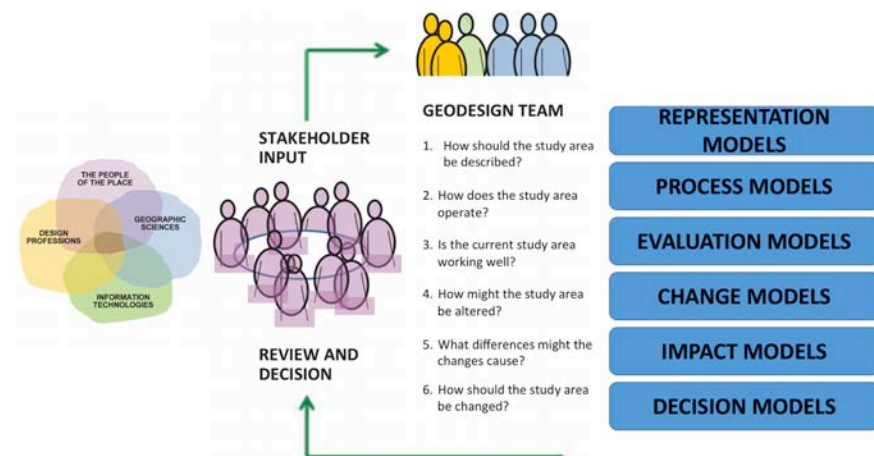 THE PEOPLE
OF THE PLACE
DESIGN
PROFESSIONS
GEOGRAPHIC
SCIENCES
INFORMATION
TECHNOLOGIES
STAKEHOLDER
INPUT
REVIEW AND
DECISION
GEODESIGN TEAM
1. How should the study area
be described?
2. How does the study area
operate?
3. Is the current study area
working well?
4. How might the study area
be altered?
5. What differences might the
changes cause?
6. How should the study area
be changed?
REPRESENTATION
MODELS
PROCESS MODELS
EVALUATION MODELS
CHANGE MODELS
IMPACT MODELS
DECISION MODELS